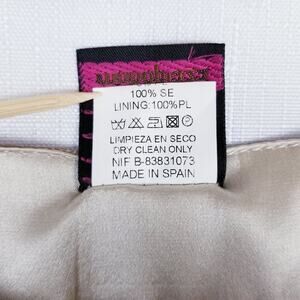 100% SE
LINING:100%PL
LIMPIEZA EN SECO
DRY CLEAN ONLY
NIF B-83831073
MADE IN SPAIN